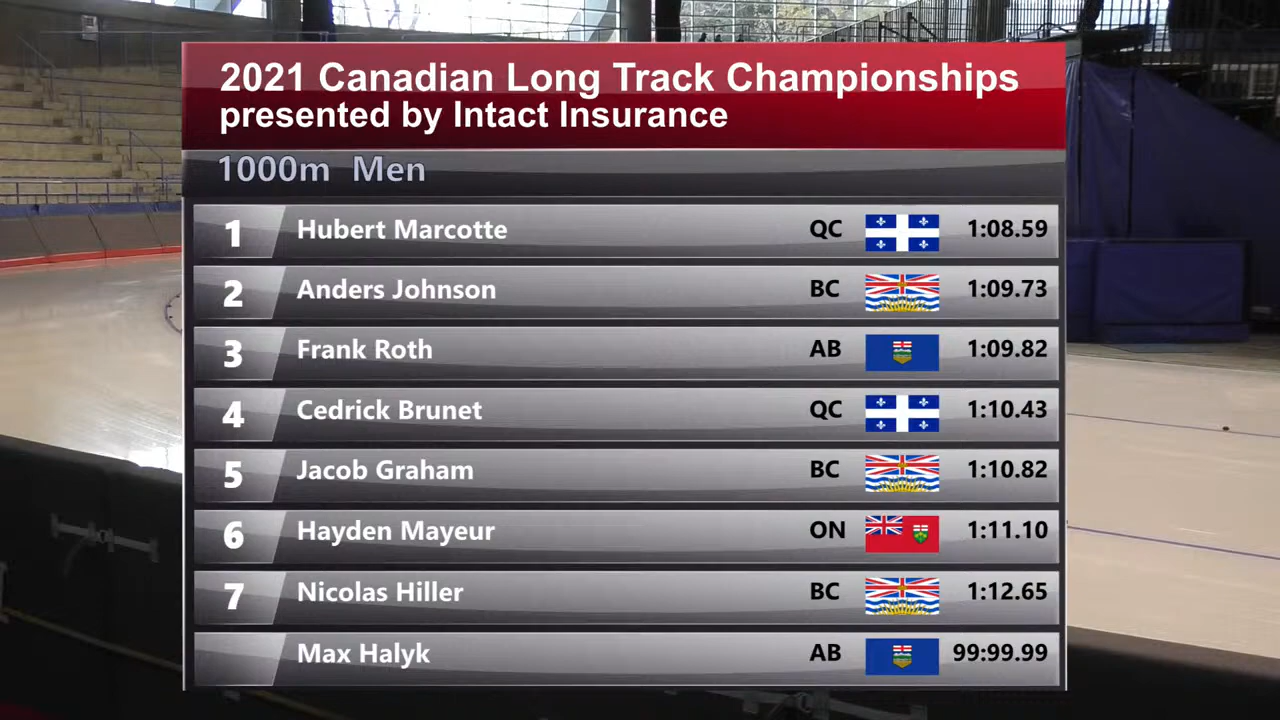 2021 Canadian Long Track Championships
presented by Intact Insurance
1000m Men
1 Hubert Marcotte QC 1:08.59
2 Anders Johnson BC 1:09.73
3 Frank Roth AB 1:09.82
4 Cedrick Brunet QC 1:10.43
5 Jacob Graham BC 1:10.82
6 Hayden Mayeur ON 1:11.10
7 Nicolas Hiller BC 1:12.65
Max Halyk AB 99:99.99